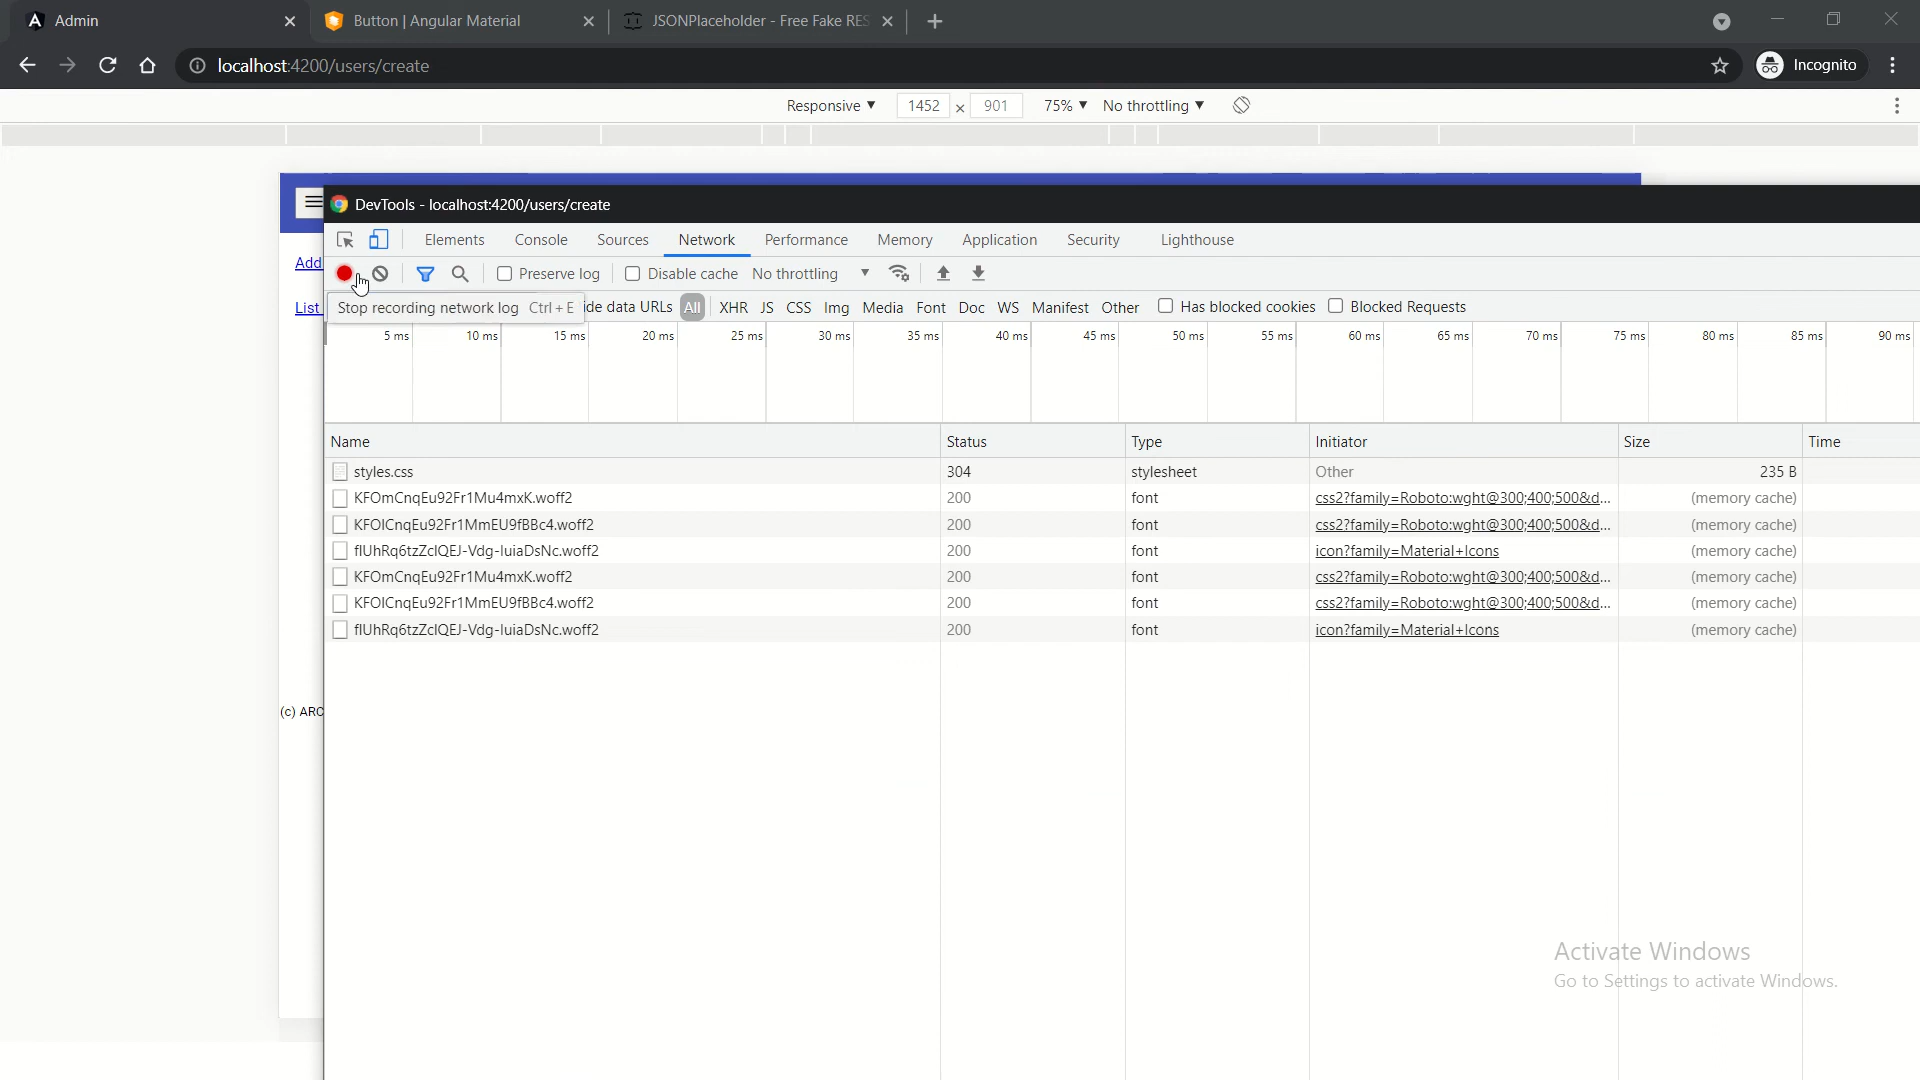 Admin
Button | Angular Material
JSONPlaceholder - Free Fake RES
localhost:4200/users/create
Incognito
Responsive ▼ 1452 × 901 75% ▼ No throttling ▼
DevTools - localhost:4200/users/create
Elements Console Sources Network Performance Memory Application Security Lighthouse
Add
Preserve log Disable cache No throttling ▼
List
Stop recording network log Ctrl + E
ide data URLs All XHR JS CSS Img Media Font Doc WS Manifest Other Has blocked cookies Blocked Requests
5 ms 10 ms 15 ms 20 ms 25 ms 30 ms 35 ms 40 ms 45 ms 50 ms 55 ms 60 ms 65 ms 70 ms 75 ms 80 ms 85 ms 90 ms
Name Status Type Initiator Size Time
styles.css 304 stylesheet Other 235 B
KFOmCnqEu92Fr1Mu4mxK.woff2 200 font css2?family=Roboto:wght@300;400;500&d... (memory cache)
KFOlCnqEu92Fr1MmEU9fBBc4.woff2 200 font css2?family=Roboto:wght@300;400;500&d... (memory cache)
flUhRq6tzZclQEJ-Vdg-IuiaDsNc.woff2 200 font icon?family=Material+Icons (memory cache)
KFOmCnqEu92Fr1Mu4mxK.woff2 200 font css2?family=Roboto:wght@300;400;500&d... (memory cache)
KFOlCnqEu92Fr1MmEU9fBBc4.woff2 200 font css2?family=Roboto:wght@300;400;500&d... (memory cache)
flUhRq6tzZclQEJ-Vdg-IuiaDsNc.woff2 200 font icon?family=Material+Icons (memory cache)
(c) ARC
Activate Windows
Go to Settings to activate Windows.